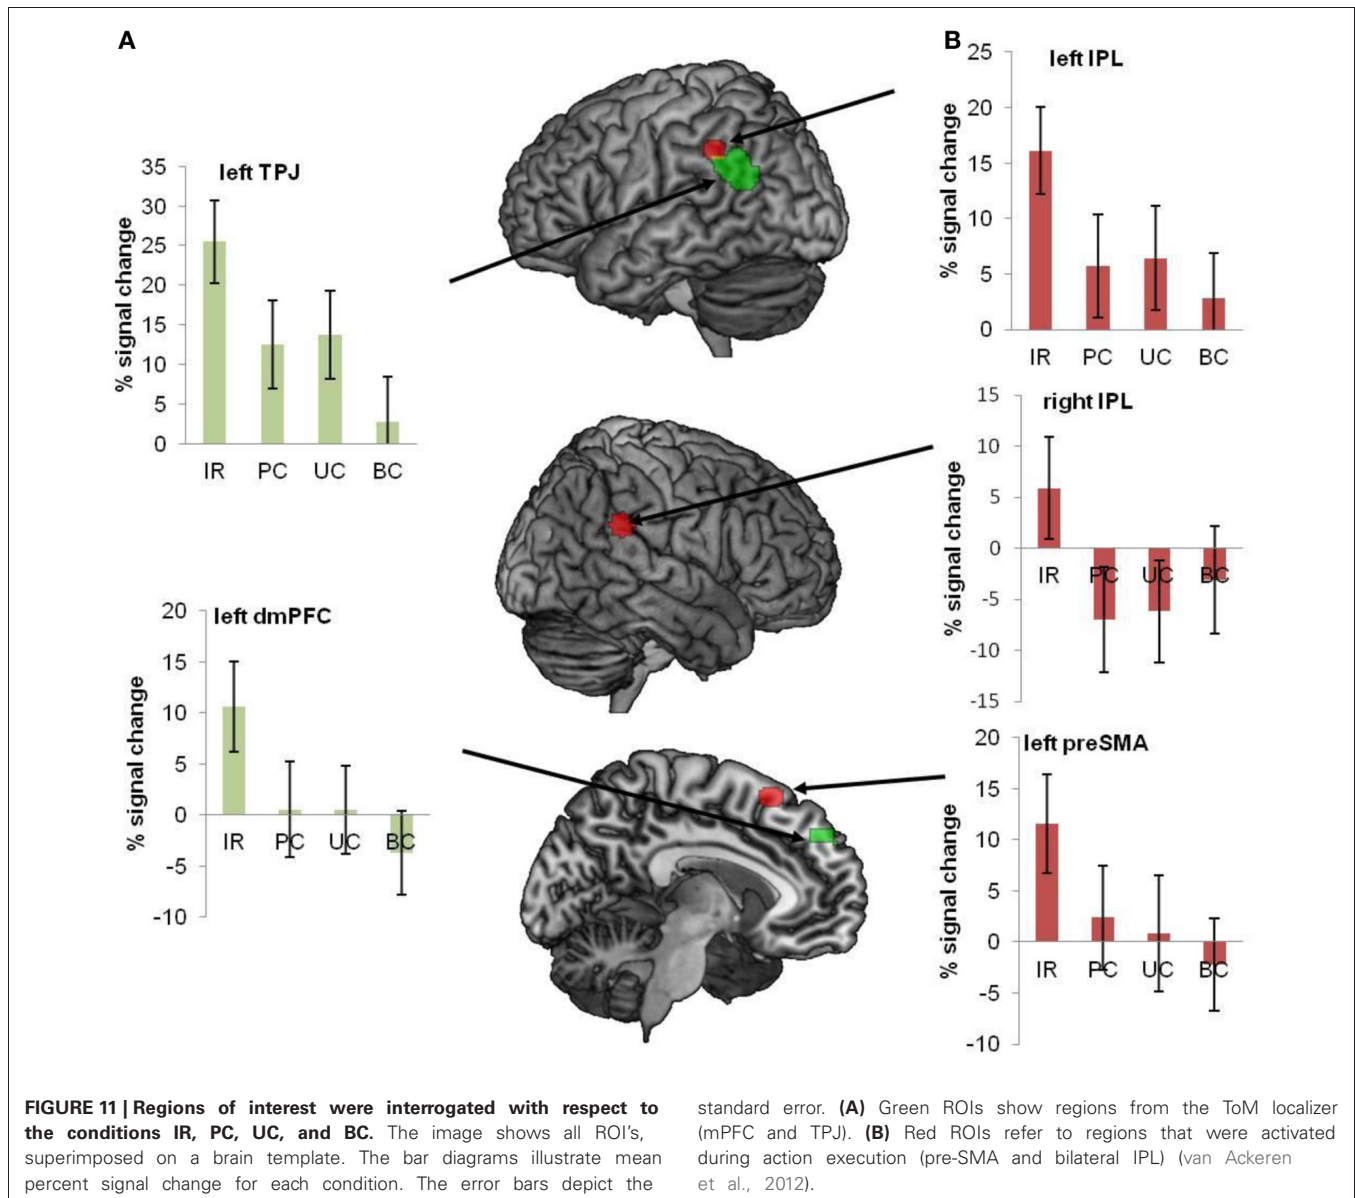 A
left TPJ
% signal change
35
30
25
20
15
10
5
0
IR PC UC BC
left dmPFC
% signal change
20
15
10
5
0
-5
-10
IR PC UC BC
B
left IPL
% signal change
25
20
15
10
5
0
IR PC UC BC
right IPL
% signal change
15
10
5
0
-5
-10
-15
IR PC UC BC
left preSMA
% signal change
20
15
10
5
0
-5
-10
IR PC UC BC
FIGURE 11 | Regions of interest were interrogated with respect to
the conditions IR, PC, UC, and BC. The image shows all ROI's,
superimposed on a brain template. The bar diagrams illustrate mean
percent signal change for each condition. The error bars depict the
standard error. (A) Green ROIs show regions from the ToM localizer
(mPFC and TPJ). (B) Red ROIs refer to regions that were activated
during action execution (pre-SMA and bilateral IPL) (van Ackeren
et al., 2012).